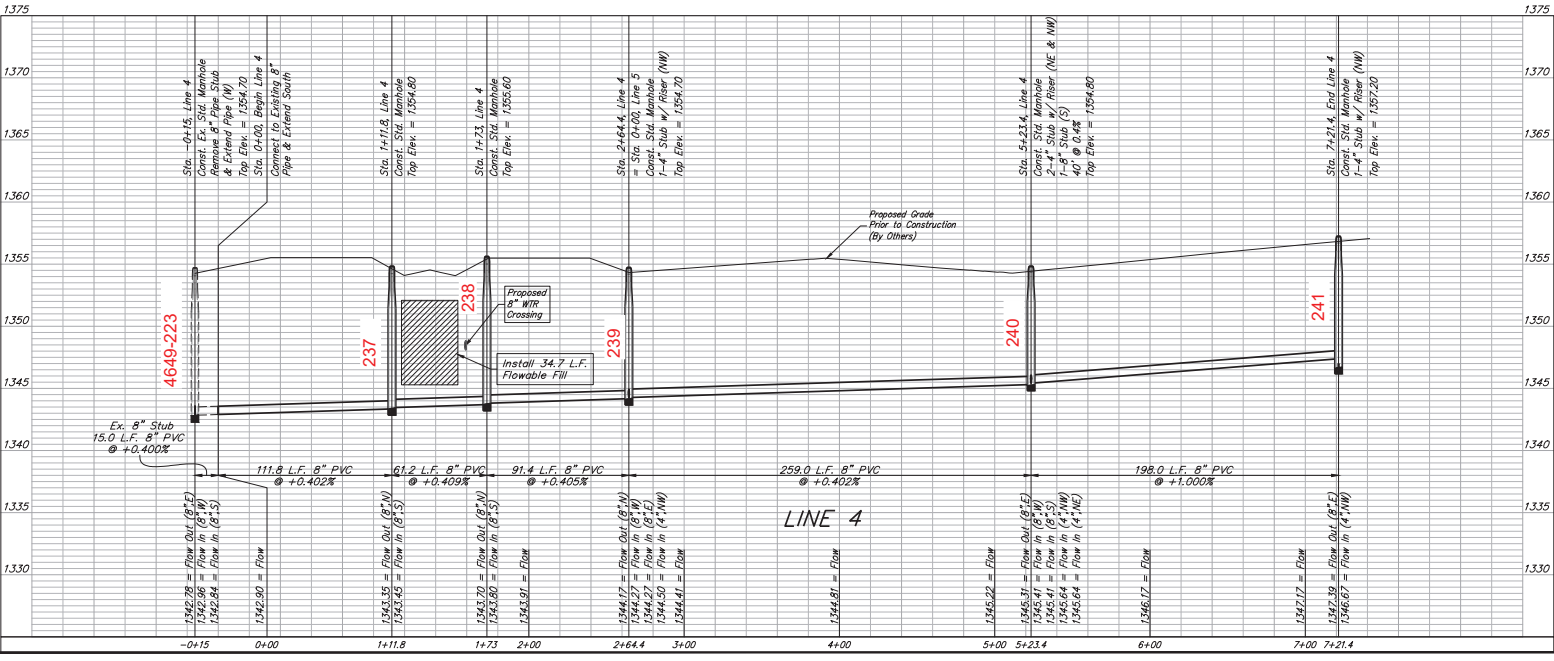 1375
1375
1370
1370
1365
1365
1360
1360
1355
1355
1350
1350
1345
1345
1340
1340
1335
1335
1330
1330
Sta. -0+15, Line 4
Const. Ex. Std. Manhole
Remove 8" Pipe Stub
& Extend Pipe (W)
Top Elev. = 1354.70
Sta. 0+00, Begin Line 4
Connect to Existing 8"
Pipe & Extend South
Sta. 1+11.8, Line 4
Const. Std. Manhole
Top Elev. = 1354.80
Sta. 1+73, Line 4
Const. Std. Manhole
Top Elev. = 1355.60
Sta. 2+64.4, Line 4
= Sta. 0+00, Line 5
Const. Std. Manhole
1-4" Stub w/ Riser (NW)
Top Elev. = 1354.70
Sta. 5+23.4, Line 4
Const. Std. Manhole
2-4" Stub w/ Riser (NE & NW)
1-8" Stub (S)
40' @ 0.4%
Top Elev. = 1354.80
Sta. 7+21.4, End Line 4
Const. Std. Manhole
1-4" Stub w/ Riser (NW)
Top Elev. = 1357.20
Proposed Grade
Prior to Construction
(By Others)
4649-223
237
238
239
240
241
Proposed
8" WTR
Crossing
Install 34.7 L.F.
Flowable Fill
Ex. 8" Stub
15.0 L.F. 8" PVC
@ +0.400%
111.8 L.F. 8" PVC
@ +0.402%
61.2 L.F. 8" PVC
@ +0.409%
91.4 L.F. 8" PVC
@ +0.405%
259.0 L.F. 8" PVC
@ +0.402%
198.0 L.F. 8" PVC
@ +1.000%
LINE 4
1342.78 = Flow Out (8",E)
1342.96 = Flow In (8",W)
1342.84 = Flow In (8",S)
1342.90 = Flow
1343.35 = Flow Out (8",N)
1343.45 = Flow In (8",S)
1343.70 = Flow Out (8",N)
1343.80 = Flow In (8",S)
1343.91 = Flow
1344.17 = Flow Out (8",N)
1344.27 = Flow In (8",W)
1344.27 = Flow In (8",E)
1344.50 = Flow In (4",NW)
1344.41 = Flow
1344.81 = Flow
1345.22 = Flow
1345.31 = Flow Out (8",E)
1345.41 = Flow In (8",W)
1345.41 = Flow In (8",S)
1345.64 = Flow In (4",NW)
1345.64 = Flow In (4",NE)
1346.17 = Flow
1347.17 = Flow
1347.39 = Flow Out (8",E)
1346.67 = Flow In (4",NW)
-0+15
0+00
1+11.8
1+73
2+00
2+64.4
3+00
4+00
5+00
5+23.4
6+00
7+00
7+21.4